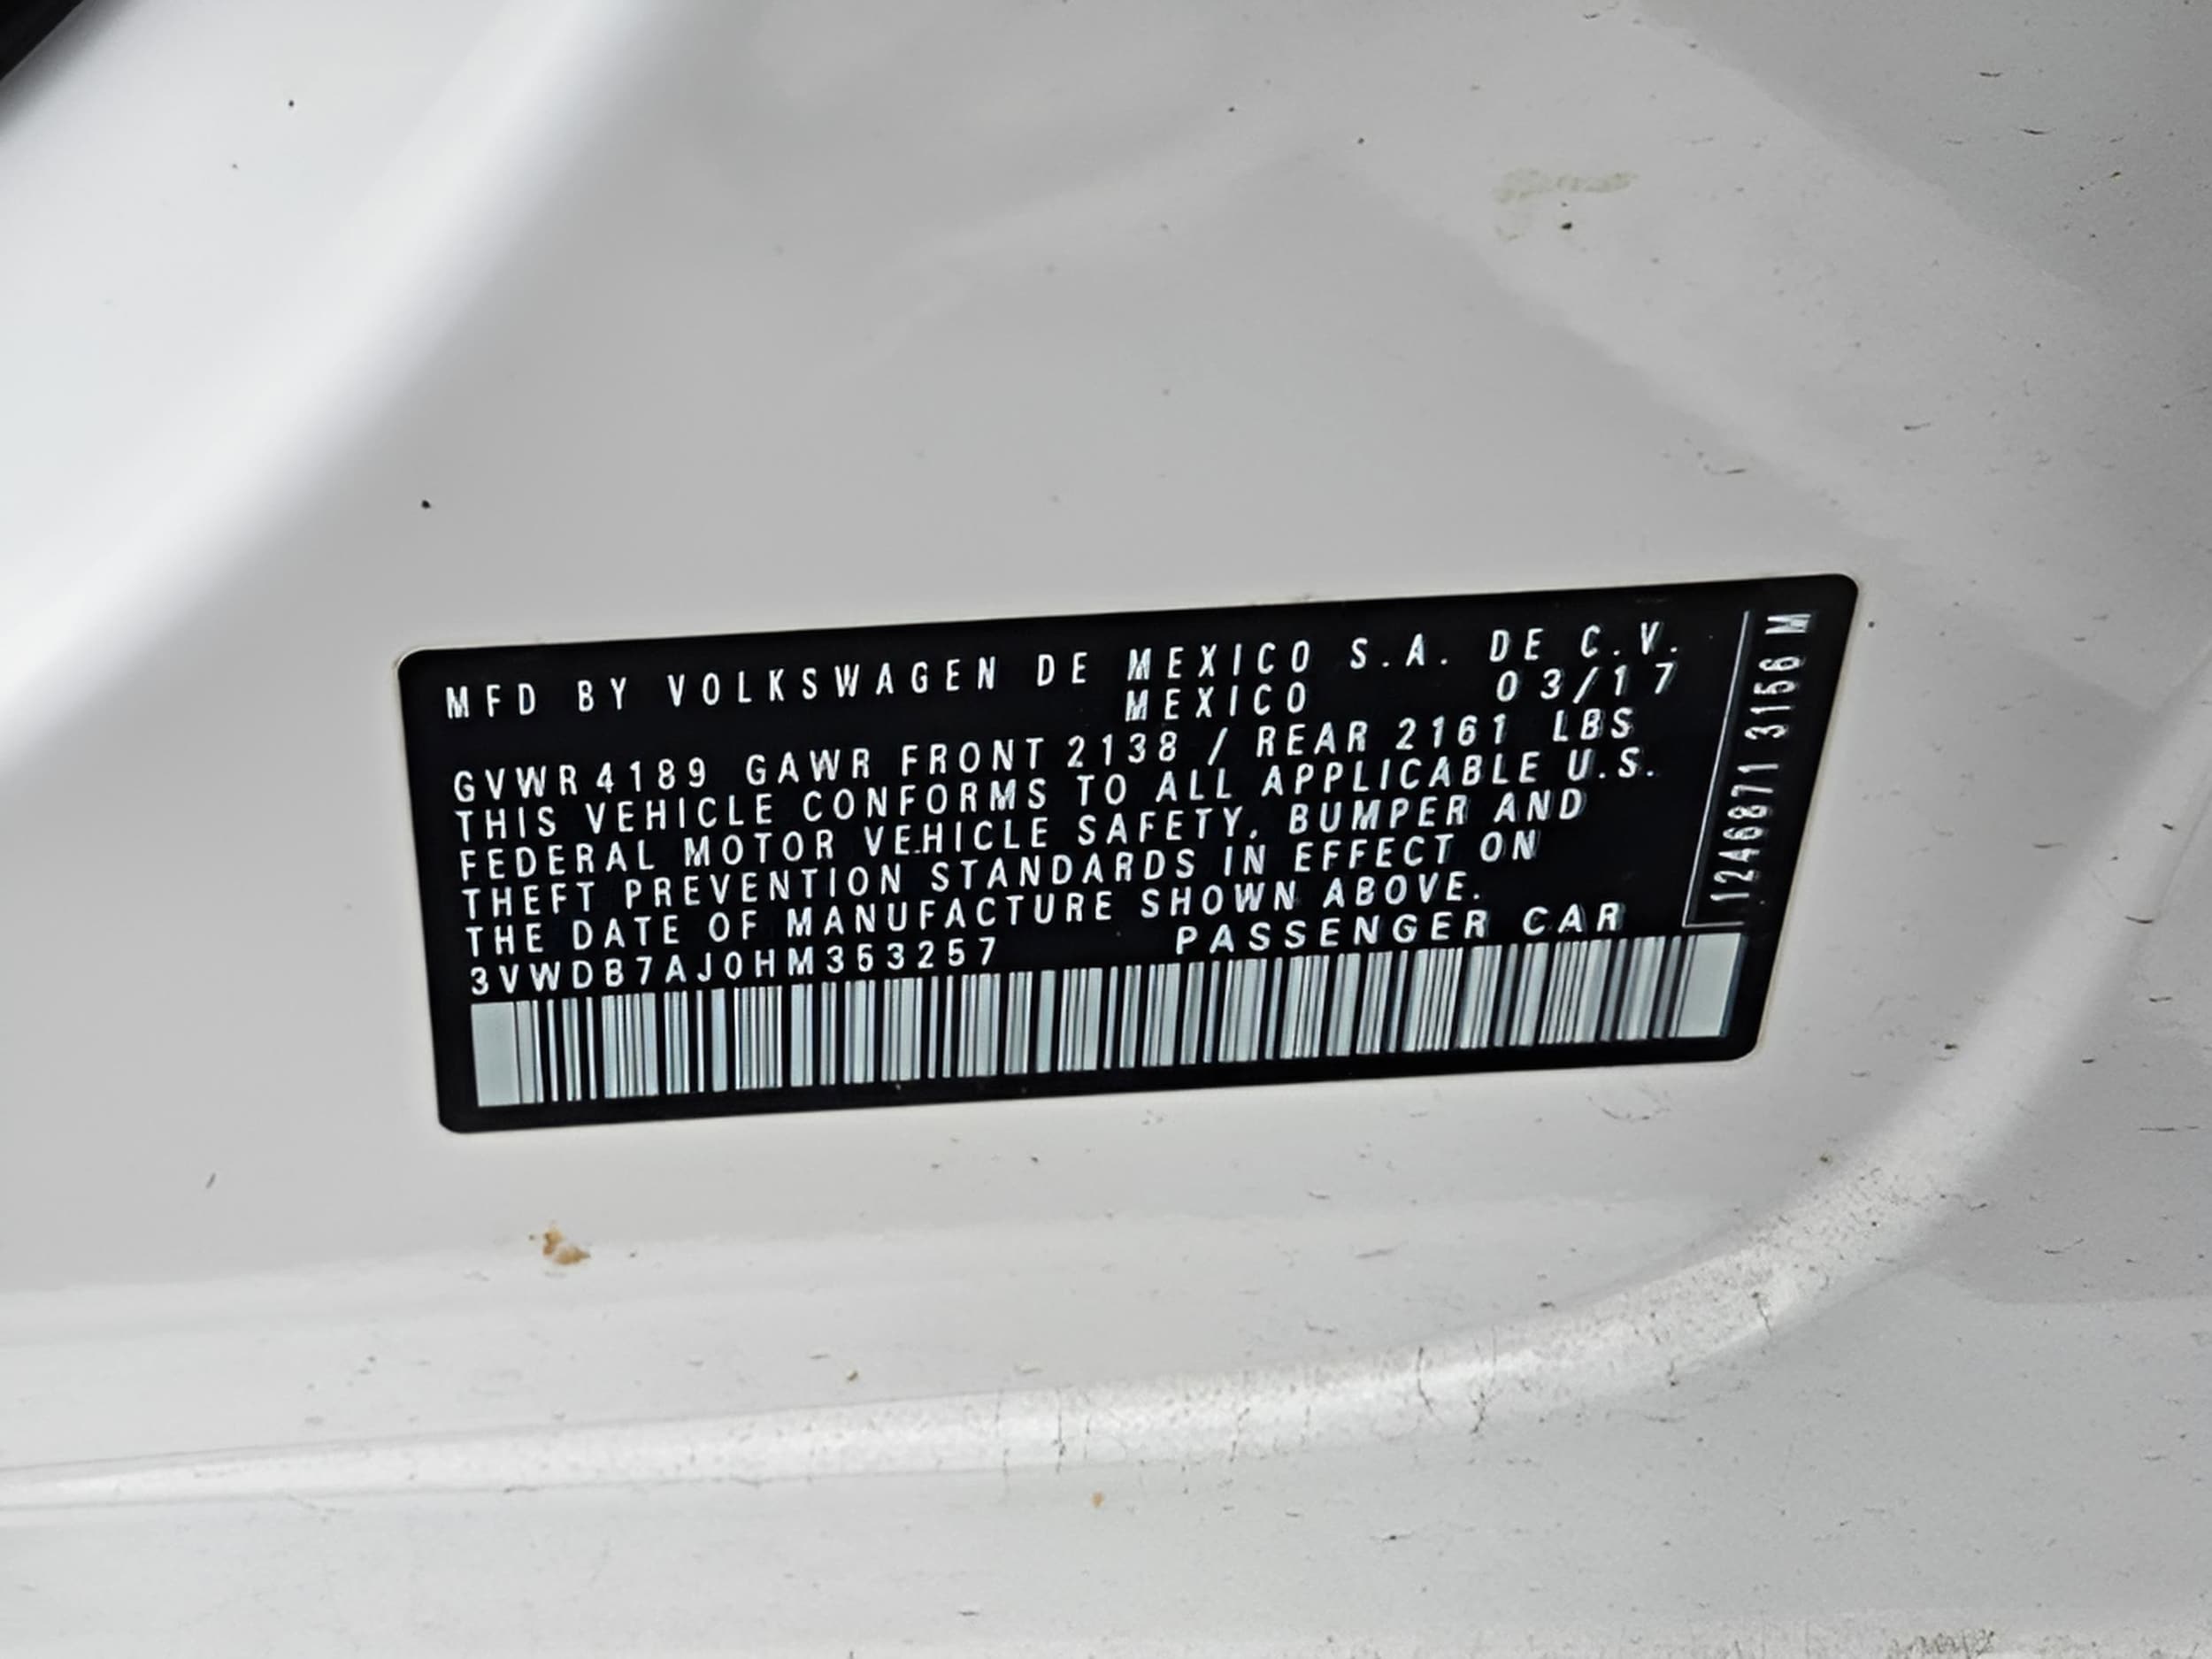 MFD BY VOLKSWAGEN DE MEXICO S.A. DE C.V.
MEXICO 03/17
GVWR 4189 GAWR FRONT 2138 / REAR 2161 LBS
THIS VEHICLE CONFORMS TO ALL APPLICABLE U.S.
FEDERAL MOTOR VEHICLE SAFETY, BUMPER AND
THEFT PREVENTION STANDARDS IN EFFECT ON
THE DATE OF MANUFACTURE SHOWN ABOVE.
3VWDB7AJ0HM353257 PASSENGER CAR
1246871 3156 M